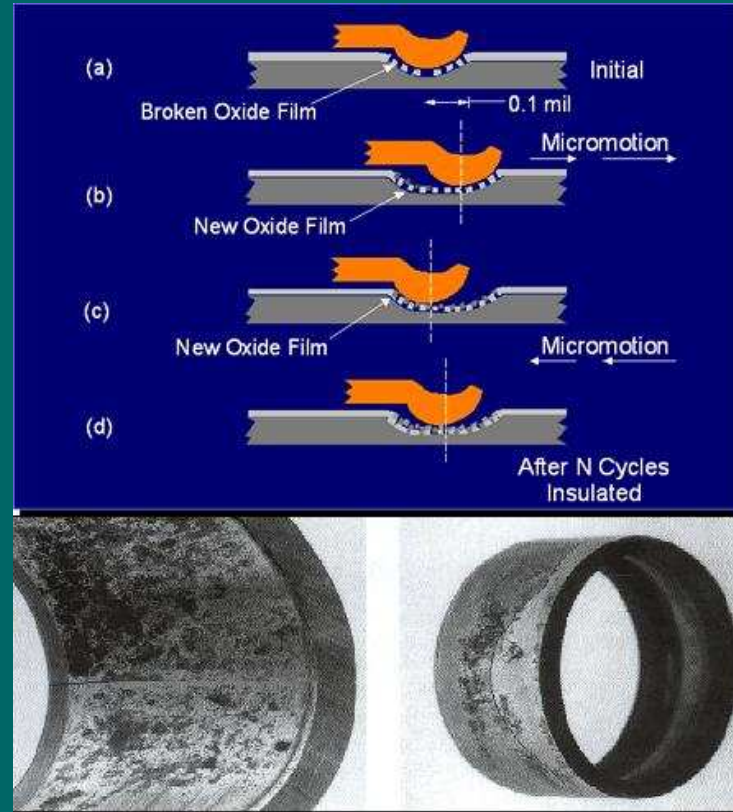 (a)
Initial
Broken Oxide Film
0.1 mil
Micromotion
(b)
New Oxide Film
(c)
New Oxide Film
Micromotion
(d)
After N Cycles
Insulated